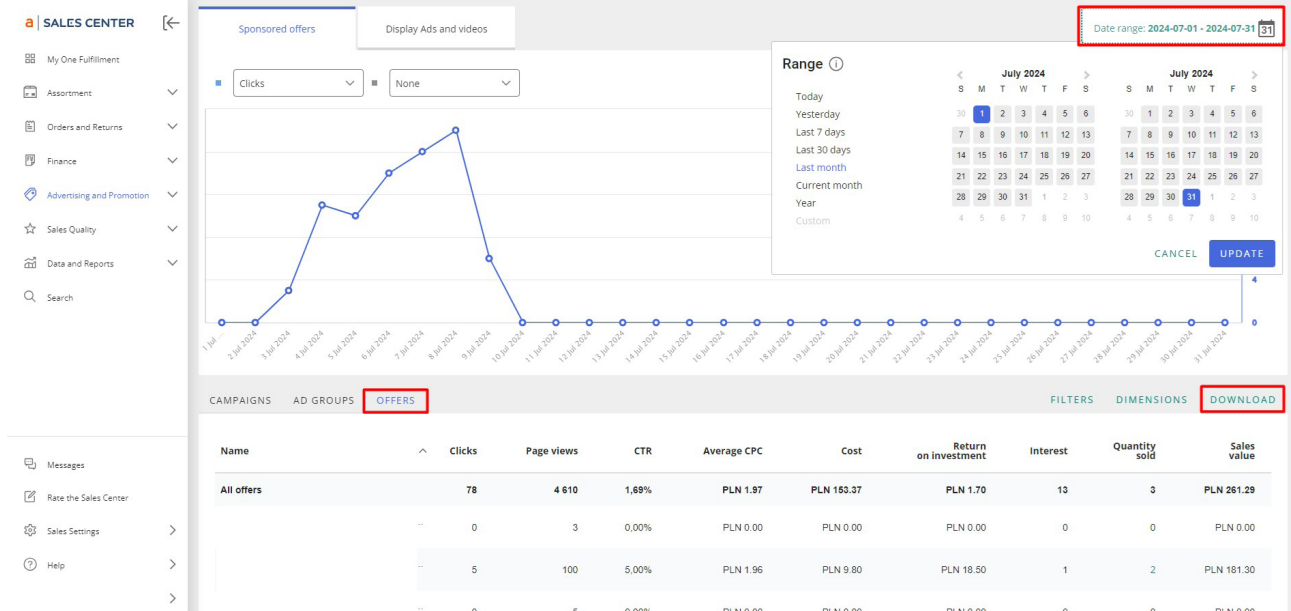 a SALES CENTER
My One Fulfillment
Assortment
Orders and Returns
Finance
Advertising and Promotion
Sales Quality
Data and Reports
Search
Messages
Rate the Sales Center
Sales Settings
Help
Sponsored offers
Display Ads and videos
Date range: 2024-07-01 - 2024-07-31 31
Clicks
None
Range
Today
Yesterday
Last 7 days
Last 30 days
Last month
Current month
Year
Custom
July 2024
S M T W T F S
30 1 2 3 4 5 6
7 8 9 10 11 12 13
14 15 16 17 18 19 20
21 22 23 24 25 26 27
28 29 30 31 1 2 3
4 5 6 7 8 9 10
July 2024
S M T W T F S
30 1 2 3 4 5 6
7 8 9 10 11 12 13
14 15 16 17 18 19 20
21 22 23 24 25 26 27
28 29 30 31 1 2 3
4 5 6 7 8 9 10
CANCEL UPDATE
4
0
1 Jul ...
2 Jul 2024
3 Jul 2024
4 Jul 2024
5 Jul 2024
6 Jul 2024
7 Jul 2024
8 Jul 2024
9 Jul 2024
10 Jul 2024
11 Jul 2024
12 Jul 2024
13 Jul 2024
14 Jul 2024
15 Jul 2024
16 Jul 2024
17 Jul 2024
18 Jul 2024
19 Jul 2024
20 Jul 2024
21 Jul 2024
22 Jul 2024
23 Jul 2024
24 Jul 2024
25 Jul 2024
26 Jul 2024
27 Jul 2024
28 Jul 2024
29 Jul 2024
30 Jul 2024
31 Jul 2024
CAMPAIGNS AD GROUPS OFFERS FILTERS DIMENSIONS DOWNLOAD
Name Clicks Page views CTR Average CPC Cost Return on investment Interest Quantity sold Sales value
All offers 78 4 610 1,69% PLN 1.97 PLN 153.37 PLN 1.70 13 3 PLN 261.29
.. 0 3 0,00% PLN 0.00 PLN 0.00 PLN 0.00 0 0 PLN 0.00
.. 5 100 5,00% PLN 1.96 PLN 9.80 PLN 18.50 1 2 PLN 181.30